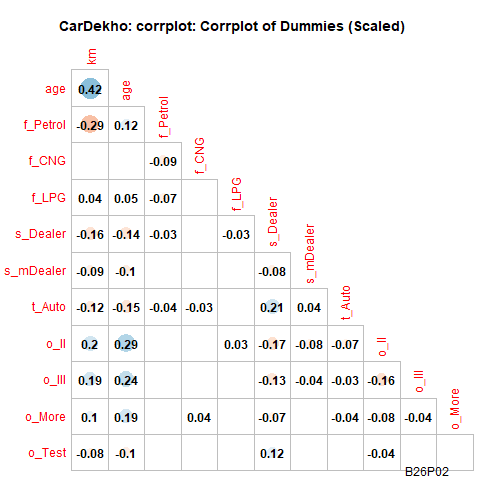 CarDekho: corrplot: Corrplot of Dummies (Scaled)
km
age 0.42 age
f_Petrol -0.29 0.12 f_Petrol
f_CNG -0.09 f_CNG
f_LPG 0.04 0.05 -0.07 f_LPG
s_Dealer -0.16 -0.14 -0.03 -0.03 s_Dealer
s_mDealer -0.09 -0.1 -0.08 s_mDealer
t_Auto -0.12 -0.15 -0.04 -0.03 0.21 0.04 t_Auto
o_II 0.2 0.29 0.03 -0.17 -0.08 -0.07 o_II
o_III 0.19 0.24 -0.13 -0.04 -0.03 -0.16 o_III
o_More 0.1 0.19 0.04 -0.07 -0.04 -0.08 -0.04 o_More
o_Test -0.08 -0.1 0.12 -0.04
B26P02